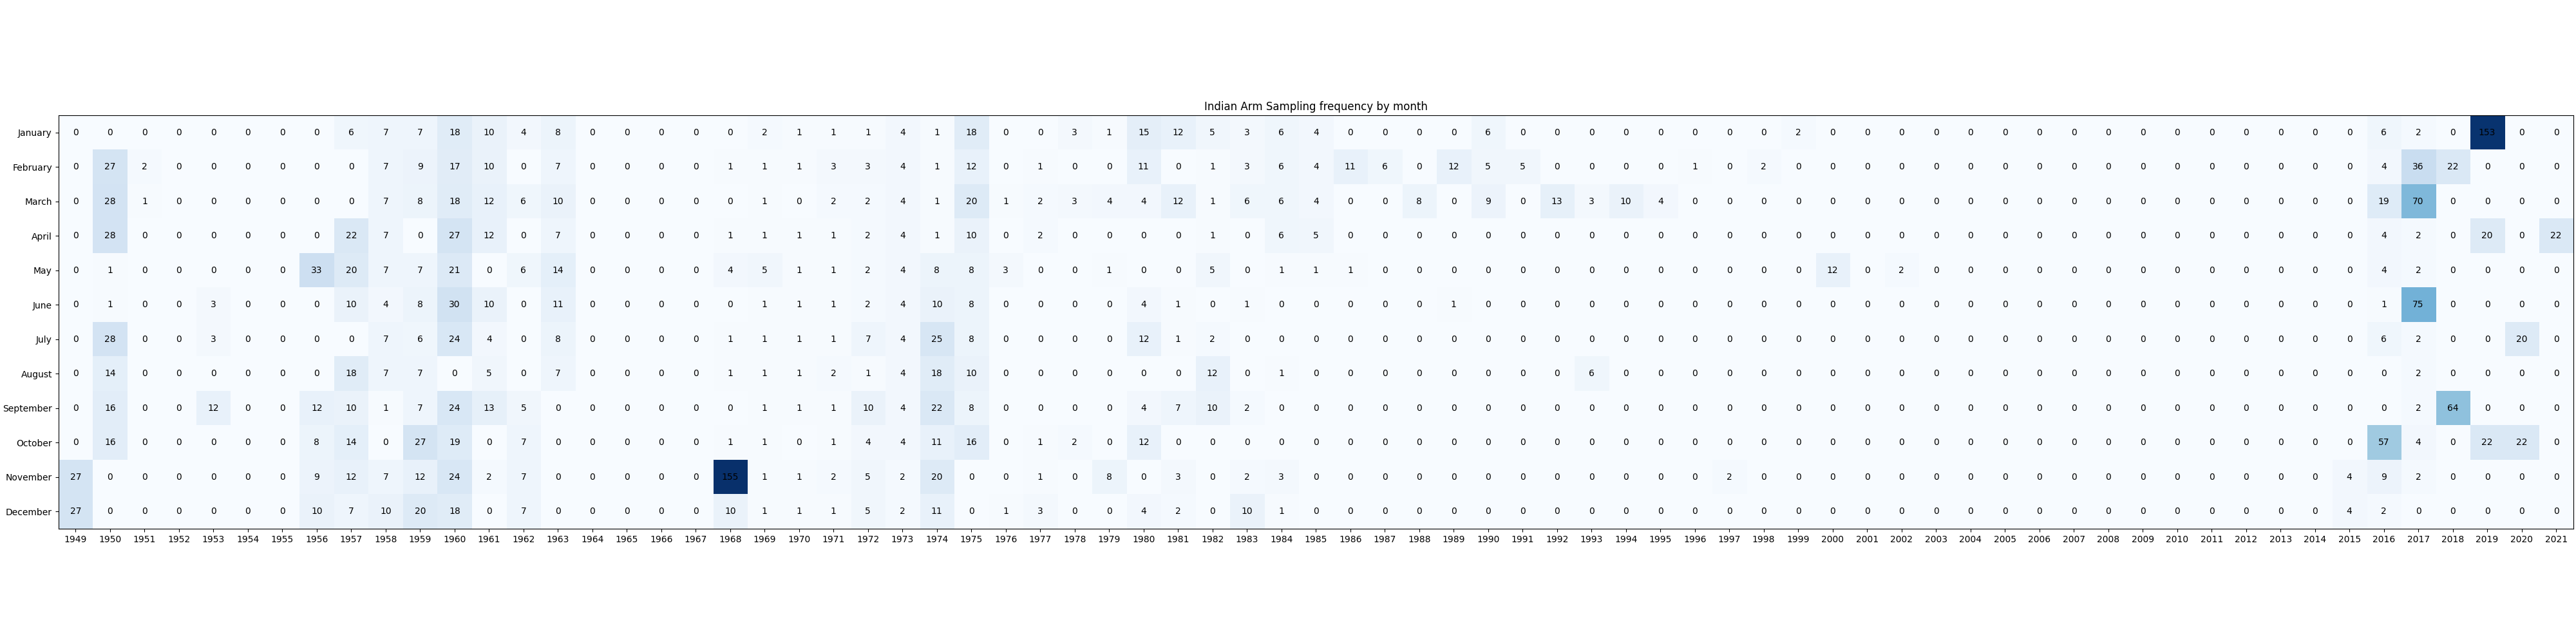 Indian Arm Sampling frequency by month
January 0 0 0 0 0 0 0 0 6 7 7 18 10 4 8 0 0 0 0 0 2 1 1 1 4 1 18 0 0 3 1 15 12 5 3 6 4 0 0 0 0 6 0 0 0 0 0 0 0 0 2 0 0 0 0 0 0 0 0 0 0 0 0 0 0 0 0 6 2 0 153 0 0
February 0 27 2 0 0 0 0 0 0 7 9 17 10 0 7 0 0 0 0 1 1 1 3 3 4 1 12 0 1 0 0 11 0 1 3 6 4 11 6 0 12 5 5 0 0 0 0 1 0 2 0 0 0 0 0 0 0 0 0 0 0 0 0 0 0 0 0 4 36 22 0 0 0
March 0 28 1 0 0 0 0 0 0 7 8 18 12 6 10 0 0 0 0 0 1 0 2 2 4 1 20 1 2 3 4 4 12 1 6 6 4 0 0 8 0 9 0 13 3 10 4 0 0 0 0 0 0 0 0 0 0 0 0 0 0 0 0 0 0 0 0 19 70 0 0 0 0
April 0 28 0 0 0 0 0 0 22 7 0 27 12 0 7 0 0 0 0 1 1 1 1 2 4 1 10 0 2 0 0 0 0 1 0 6 5 0 0 0 0 0 0 0 0 0 0 0 0 0 0 0 0 0 0 0 0 0 0 0 0 0 0 0 0 0 0 4 2 0 20 0 22
May 0 1 0 0 0 0 0 33 20 7 7 21 0 6 14 0 0 0 0 4 5 1 1 2 4 8 8 3 0 0 1 0 0 5 0 1 1 1 0 0 0 0 0 0 0 0 0 0 0 0 0 12 0 2 0 0 0 0 0 0 0 0 0 0 0 0 0 4 2 0 0 0 0
June 0 1 0 0 3 0 0 0 10 4 8 30 10 0 11 0 0 0 0 0 1 1 1 2 4 10 8 0 0 0 0 4 1 0 1 0 0 0 0 0 1 0 0 0 0 0 0 0 0 0 0 0 0 0 0 0 0 0 0 0 0 0 0 0 0 0 0 1 75 0 0 0 0
July 0 28 0 0 3 0 0 0 0 7 6 24 4 0 8 0 0 0 0 1 1 1 1 7 4 25 8 0 0 0 0 12 1 2 0 0 0 0 0 0 0 0 0 0 0 0 0 0 0 0 0 0 0 0 0 0 0 0 0 0 0 0 0 0 0 0 0 6 2 0 0 20 0
August 0 14 0 0 0 0 0 0 18 7 7 0 5 0 7 0 0 0 0 1 1 1 2 1 4 18 10 0 0 0 0 0 0 12 0 1 0 0 0 0 0 0 0 0 6 0 0 0 0 0 0 0 0 0 0 0 0 0 0 0 0 0 0 0 0 0 0 0 2 0 0 0 0
September 0 16 0 0 12 0 0 12 10 1 7 24 13 5 0 0 0 0 0 0 1 1 1 10 4 22 8 0 0 0 0 4 7 10 2 0 0 0 0 0 0 0 0 0 0 0 0 0 0 0 0 0 0 0 0 0 0 0 0 0 0 0 0 0 0 0 0 0 2 64 0 0 0
October 0 16 0 0 0 0 0 8 14 0 27 19 0 7 0 0 0 0 0 1 1 0 1 4 4 11 16 0 1 2 0 12 0 0 0 0 0 0 0 0 0 0 0 0 0 0 0 0 0 0 0 0 0 0 0 0 0 0 0 0 0 0 0 0 0 0 0 57 4 0 22 22 0
November 27 0 0 0 0 0 0 9 12 7 12 24 2 7 0 0 0 0 0 155 1 1 2 5 2 20 0 0 1 0 8 0 3 0 2 3 0 0 0 0 0 0 0 0 0 0 0 0 2 0 0 0 0 0 0 0 0 0 0 0 0 0 0 0 0 0 4 9 2 0 0 0 0
December 27 0 0 0 0 0 0 10 7 10 20 18 0 7 0 0 0 0 0 10 1 1 1 5 2 11 0 1 3 0 0 4 2 0 10 1 0 0 0 0 0 0 0 0 0 0 0 0 0 0 0 0 0 0 0 0 0 0 0 0 0 0 0 0 0 0 4 2 0 0 0 0 0
1949 1950 1951 1952 1953 1954 1955 1956 1957 1958 1959 1960 1961 1962 1963 1964 1965 1966 1967 1968 1969 1970 1971 1972 1973 1974 1975 1976 1977 1978 1979 1980 1981 1982 1983 1984 1985 1986 1987 1988 1989 1990 1991 1992 1993 1994 1995 1996 1997 1998 1999 2000 2001 2002 2003 2004 2005 2006 2007 2008 2009 2010 2011 2012 2013 2014 2015 2016 2017 2018 2019 2020 2021